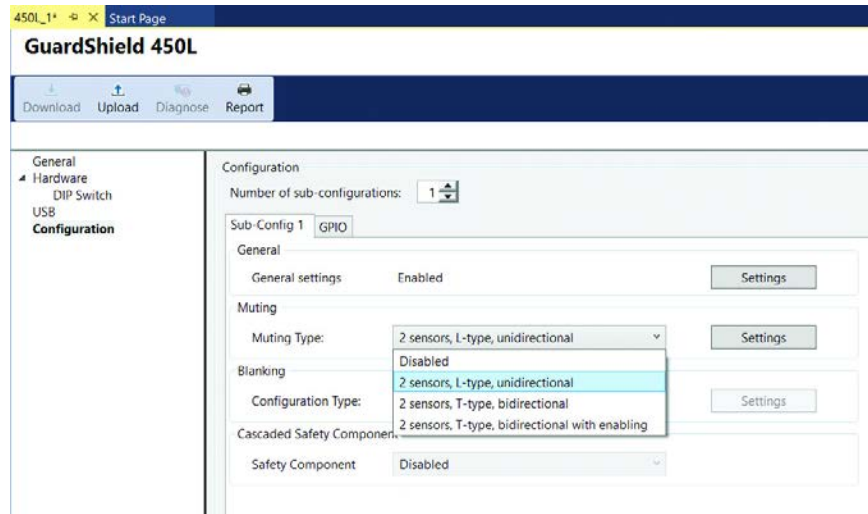 450L_1* Start Page
GuardShield 450L
Download Upload Diagnose Report
General
Hardware
DIP Switch
USB
Configuration
Configuration
Number of sub-configurations: 1
Sub-Config 1 GPIO
General
General settings Enabled Settings
Muting
Muting Type: 2 sensors, L-type, unidirectional Settings
Disabled
2 sensors, L-type, unidirectional
2 sensors, T-type, bidirectional
2 sensors, T-type, bidirectional with enabling
Blanking
Configuration Type: Settings
Cascaded Safety
Safety Component Disabled